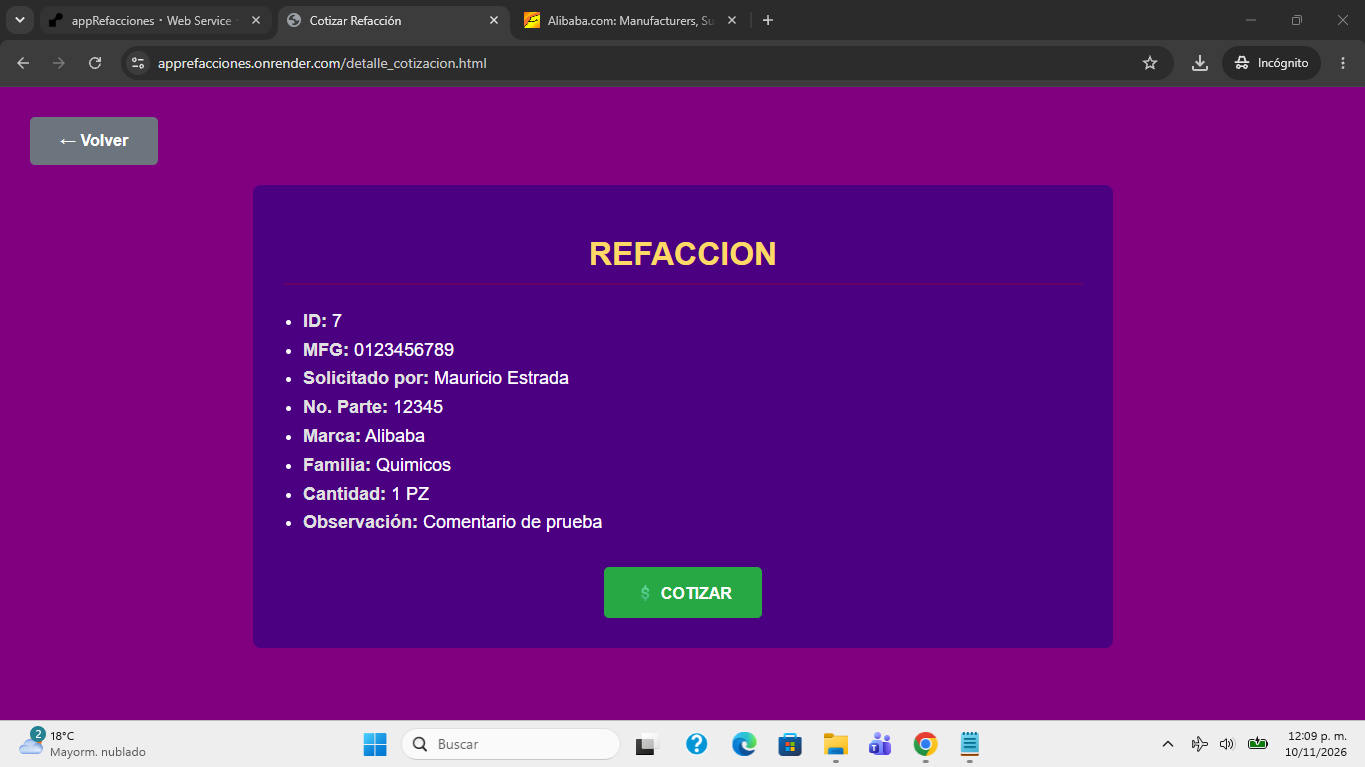 appRefacciones · Web Service ·
Cotizar Refacción
Alibaba.com: Manufacturers, Su
apprefacciones.onrender.com/detalle_cotizacion.html
Incógnito
← Volver
REFACCION
• ID: 7
• MFG: 0123456789
• Solicitado por: Mauricio Estrada
• No. Parte: 12345
• Marca: Alibaba
• Familia: Quimicos
• Cantidad: 1 PZ
• Observación: Comentario de prueba
$ COTIZAR
2
18°C
Mayorm. nublado
Buscar
12:09 p. m.
10/11/2026